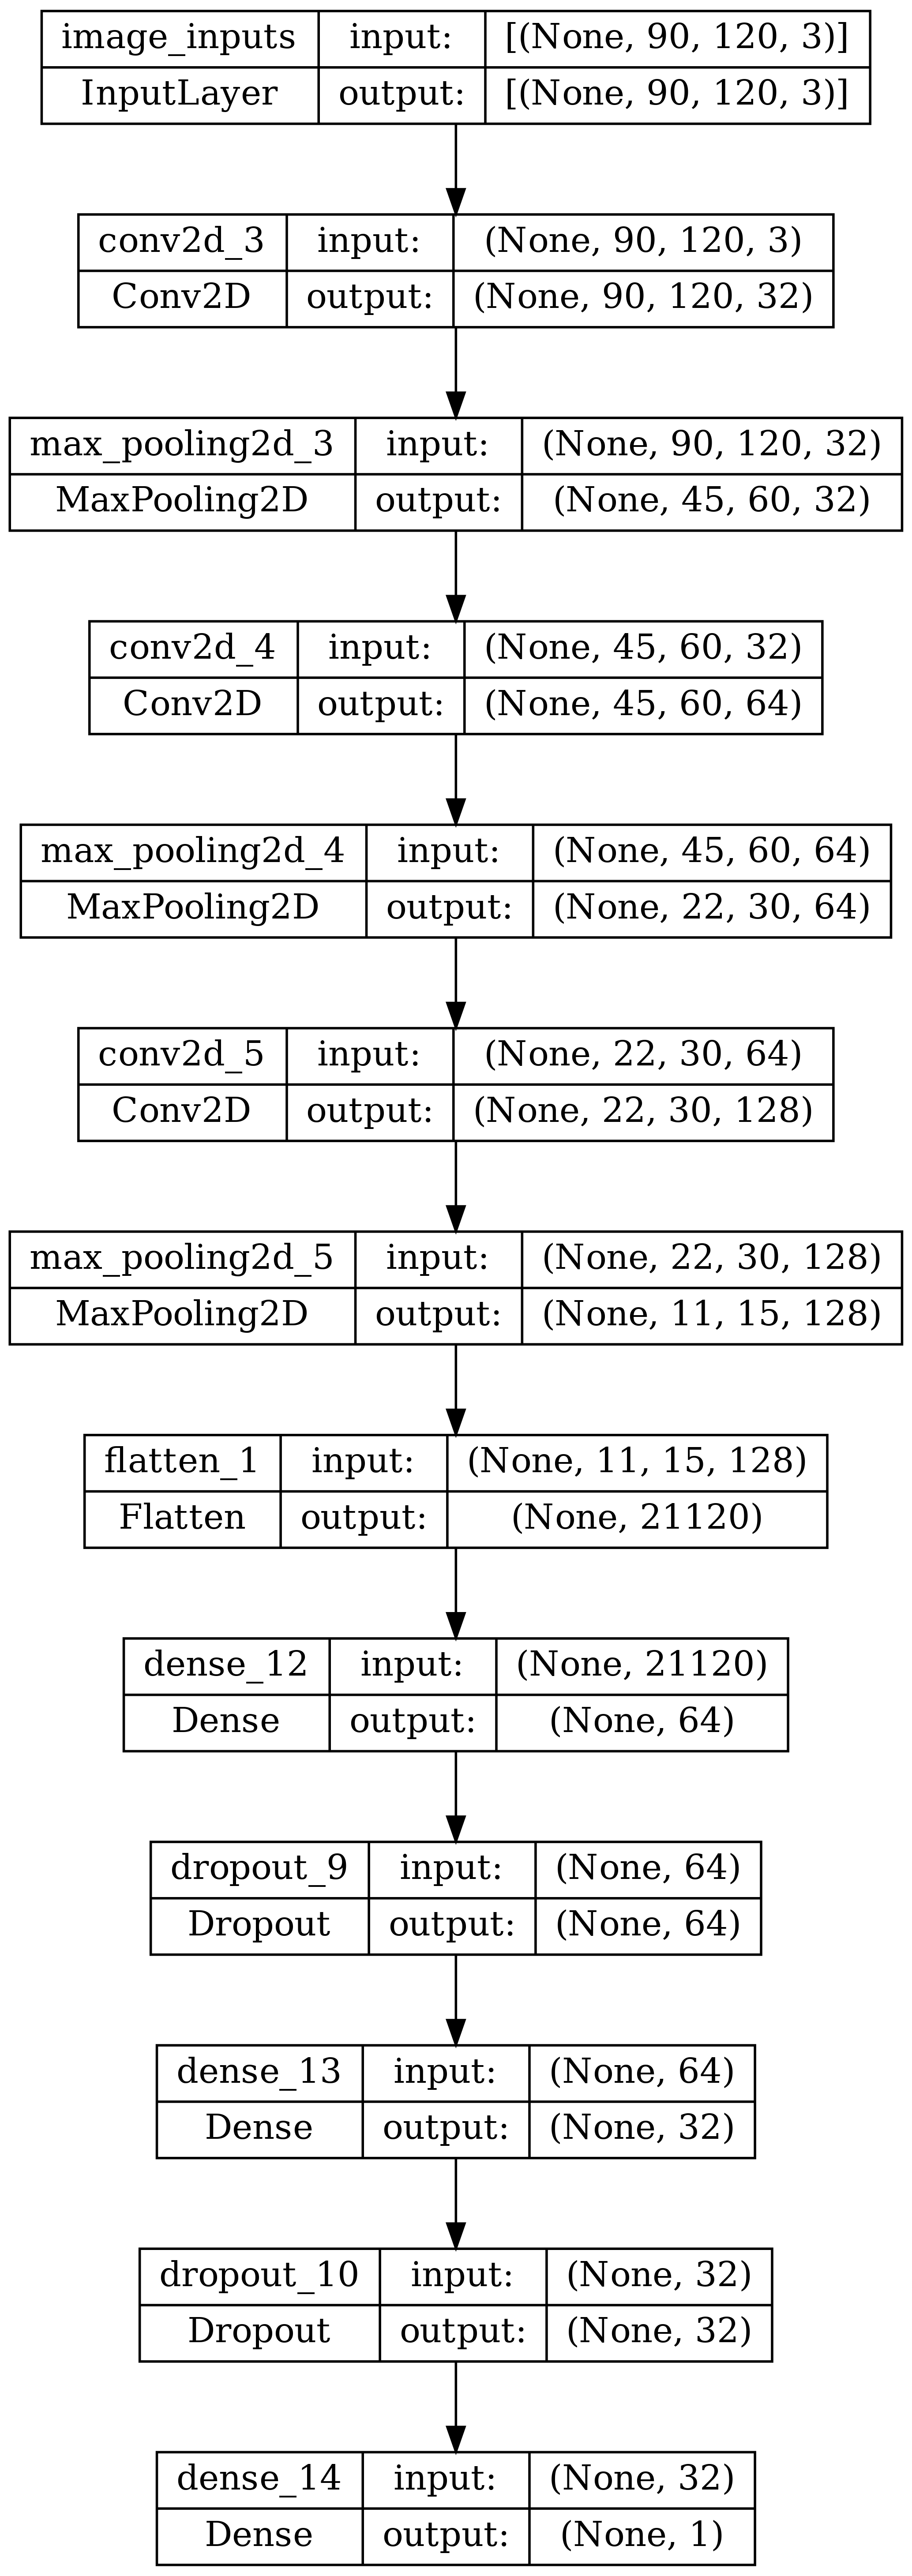 image_inputs input: [(None, 90, 120, 3)]
InputLayer output: [(None, 90, 120, 3)]
conv2d_3 input: (None, 90, 120, 3)
Conv2D output: (None, 90, 120, 32)
max_pooling2d_3 input: (None, 90, 120, 32)
MaxPooling2D output: (None, 45, 60, 32)
conv2d_4 input: (None, 45, 60, 32)
Conv2D output: (None, 45, 60, 64)
max_pooling2d_4 input: (None, 45, 60, 64)
MaxPooling2D output: (None, 22, 30, 64)
conv2d_5 input: (None, 22, 30, 64)
Conv2D output: (None, 22, 30, 128)
max_pooling2d_5 input: (None, 22, 30, 128)
MaxPooling2D output: (None, 11, 15, 128)
flatten_1 input: (None, 11, 15, 128)
Flatten output: (None, 21120)
dense_12 input: (None, 21120)
Dense output: (None, 64)
dropout_9 input: (None, 64)
Dropout output: (None, 64)
dense_13 input: (None, 64)
Dense output: (None, 32)
dropout_10 input: (None, 32)
Dropout output: (None, 32)
dense_14 input: (None, 32)
Dense output: (None, 1)